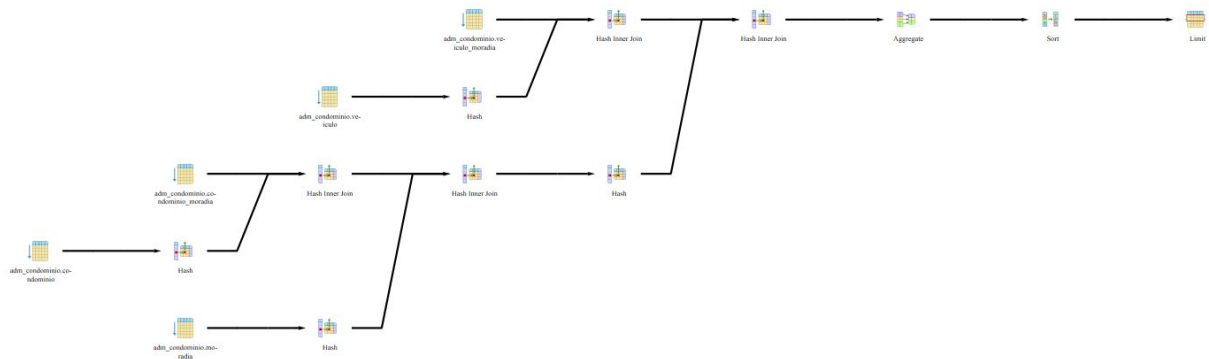 adm_condominio.ve-
iculo_moradia
Hash Inner Join
Hash Inner Join
Aggregate
Sort
Limit
adm_condominio.ve-
iculo
Hash
adm_condominio.co-
ndominio_moradia
Hash Inner Join
Hash Inner Join
Hash
adm_condominio.co-
ndominio
Hash
adm_condominio.mo-
radia
Hash